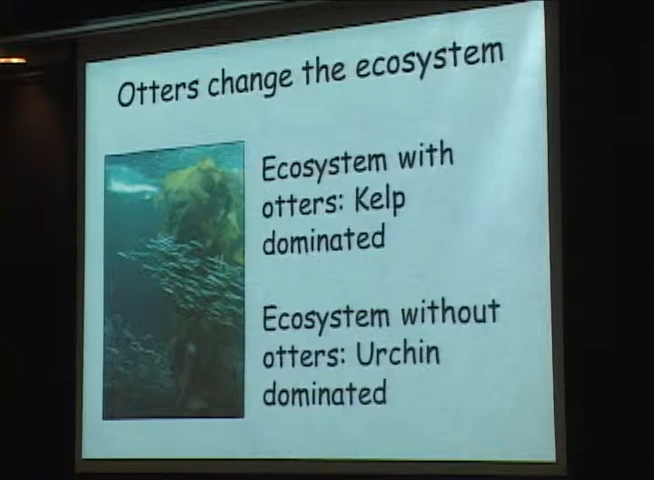 Otters change the ecosystem
Ecosystem with
otters: Kelp
dominated
Ecosystem without
otters: Urchin
dominated